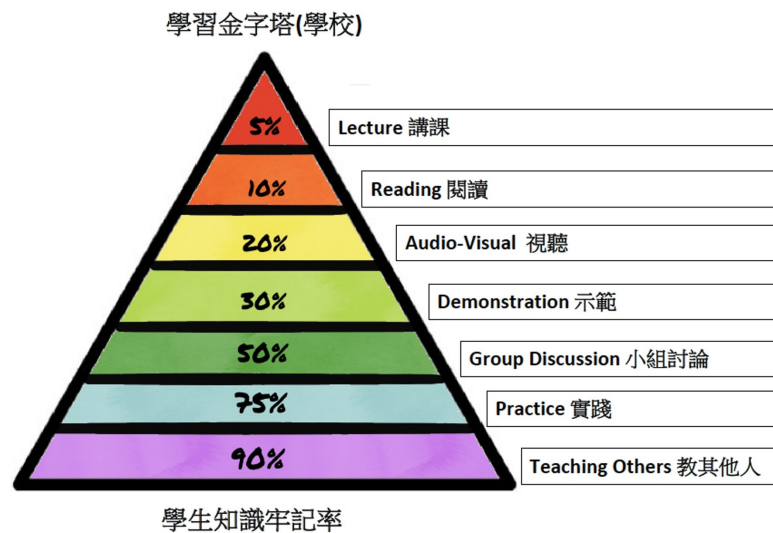 學習金字塔(學校)
5%
Lecture 講課
10%
Reading 閱讀
20%
Audio-Visual 視聽
30%
Demonstration 示範
50%
Group Discussion 小組討論
75%
Practice 實踐
90%
Teaching Others 教其他人
學生知識牢記率